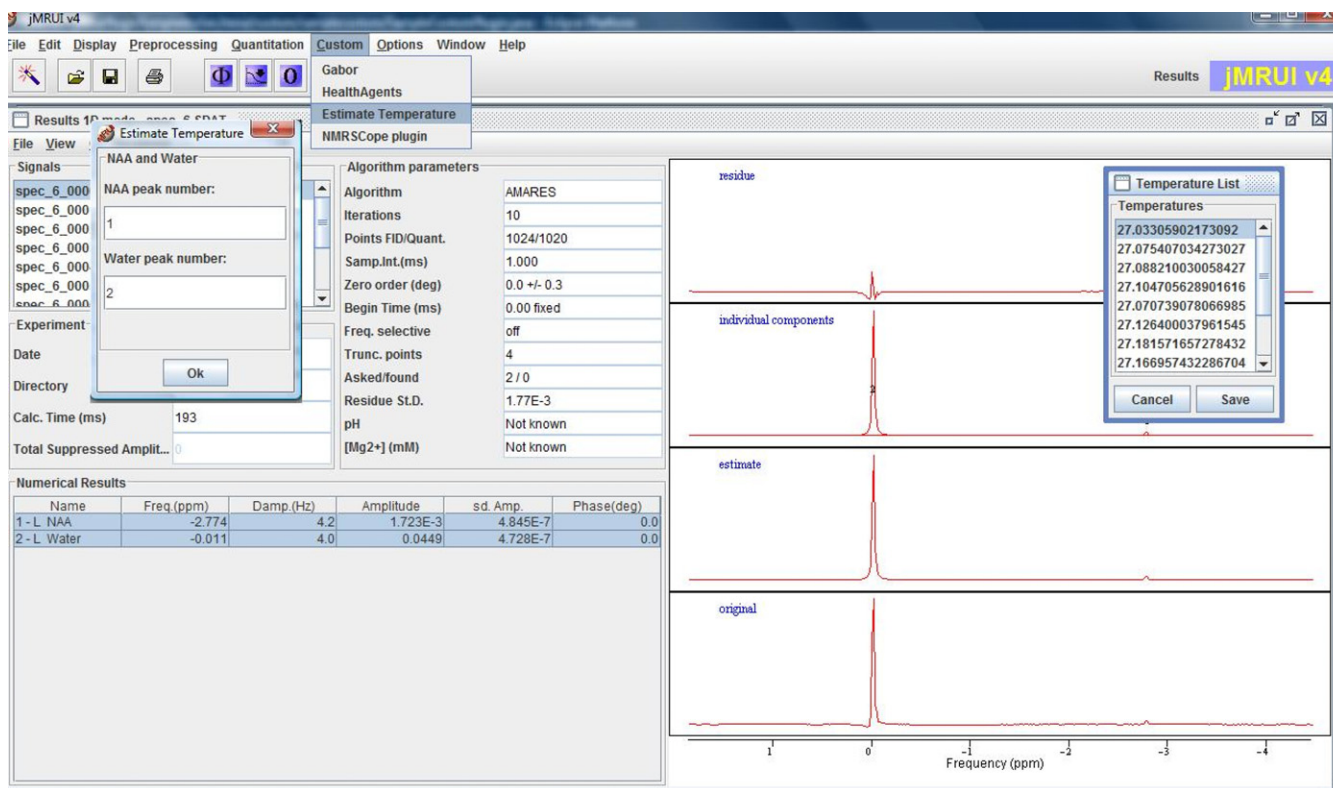 jMRUI v4
File Edit Display Preprocessing Quantitation Custom Options Window Help
Gabor
HealthAgents
Estimate Temperature
NMRSCope plugin
Φ
0
Results jMRUI v4
Results 1D mode spec_6 SDAT
File View
Estimate Temperature
NAA and Water
NAA peak number:
1
Water peak number:
2
Ok
Signals
spec_6_000
spec_6_000
spec_6_000
spec_6_000
spec_6_000
spec_6_000
spec_6_000
Experiment
Date
Directory
Calc. Time (ms) 193
Total Suppressed Amplit... 0
Algorithm parameters
Algorithm AMARES
Iterations 10
Points FID/Quant. 1024/1020
Samp.Int.(ms) 1.000
Zero order (deg) 0.0 +/- 0.3
Begin Time (ms) 0.00 fixed
Freq. selective off
Trunc. points 4
Asked/found 2 / 0
Residue St.D. 1.77E-3
pH Not known
[Mg2+] (mM) Not known
Numerical Results
Name Freq.(ppm) Damp.(Hz) Amplitude sd. Amp. Phase(deg)
1 - L NAA -2.774 4.2 1.723E-3 4.845E-7 0.0
2 - L Water -0.011 4.0 0.0449 4.728E-7 0.0
residue
individual components
2
estimate
original
1 0 -1 -2 -3 -4
Frequency (ppm)
Temperature List
Temperatures
27.03305902173092
27.075407034273027
27.088210030058427
27.104705628901616
27.070739078066985
27.126400037961545
27.181571657278432
27.166957432286704
Cancel Save